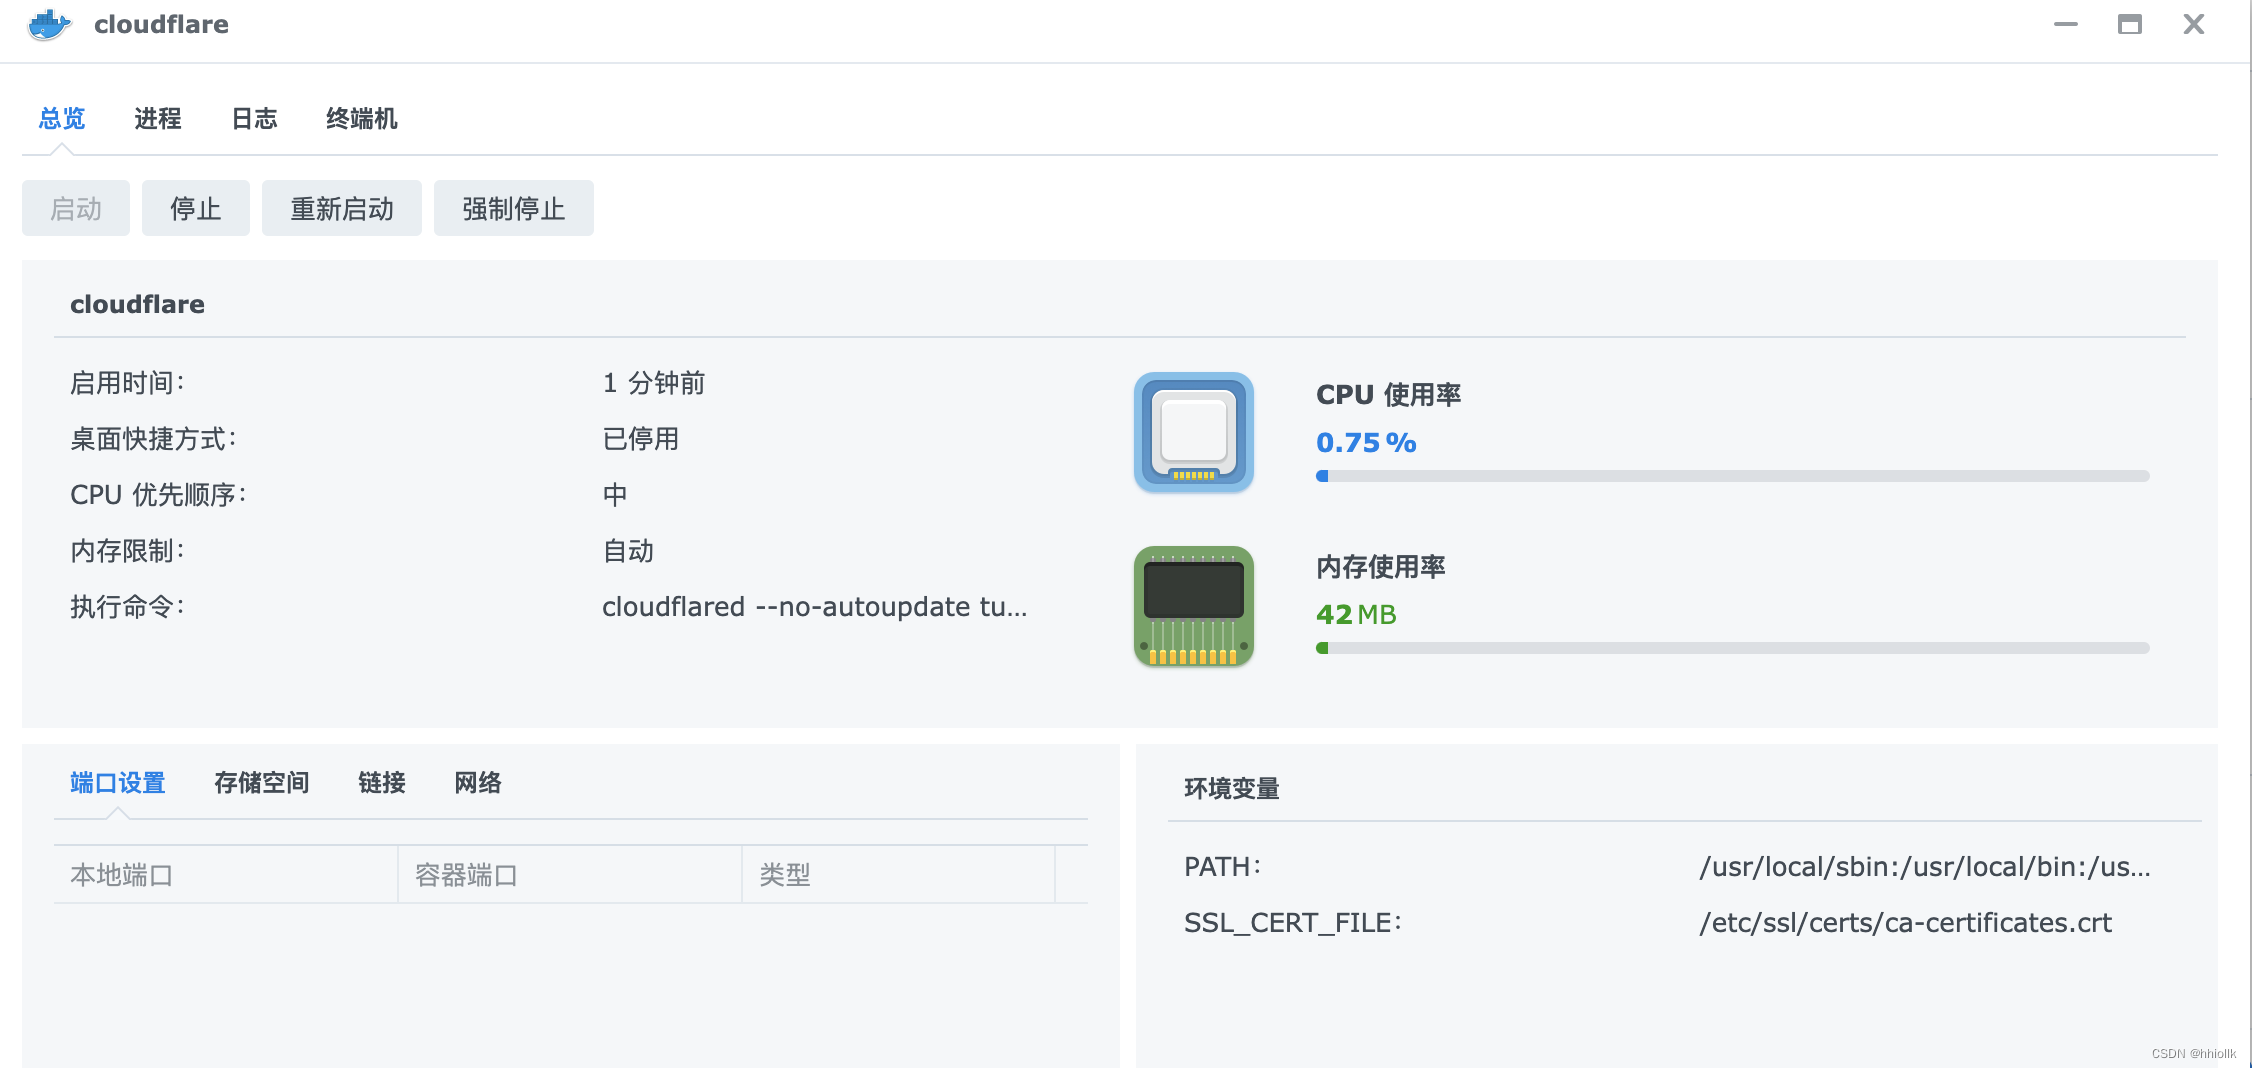 cloudflare
总览 进程 日志 终端机
启动 停止 重新启动 强制停止
cloudflare
启用时间: 1 分钟前
桌面快捷方式: 已停用
CPU 优先顺序: 中
内存限制: 自动
执行命令: cloudflared --no-autoupdate tu...
CPU 使用率
0.75 %
内存使用率
42 MB
端口设置 存储空间 链接 网络
本地端口 容器端口 类型
环境变量
PATH: /usr/local/sbin:/usr/local/bin:/us...
SSL_CERT_FILE: /etc/ssl/certs/ca-certificates.crt
CSDN @hhiollk